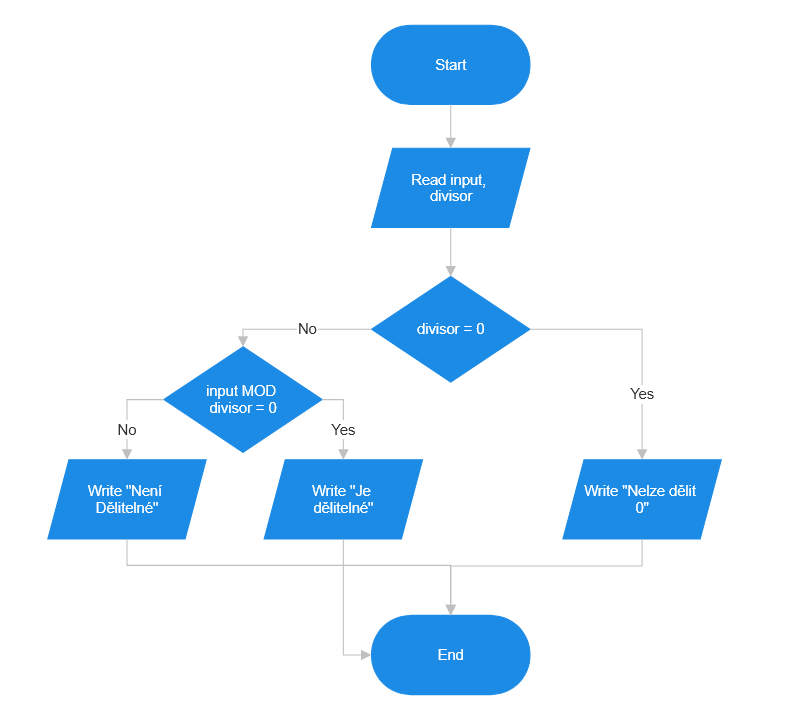 Start
Read input,
divisor
divisor = 0
No
Yes
input MOD
divisor = 0
No
Yes
Write "Není
Dělitelné"
Write "Je
dělitelné"
Write "Nelze dělit
0"
End